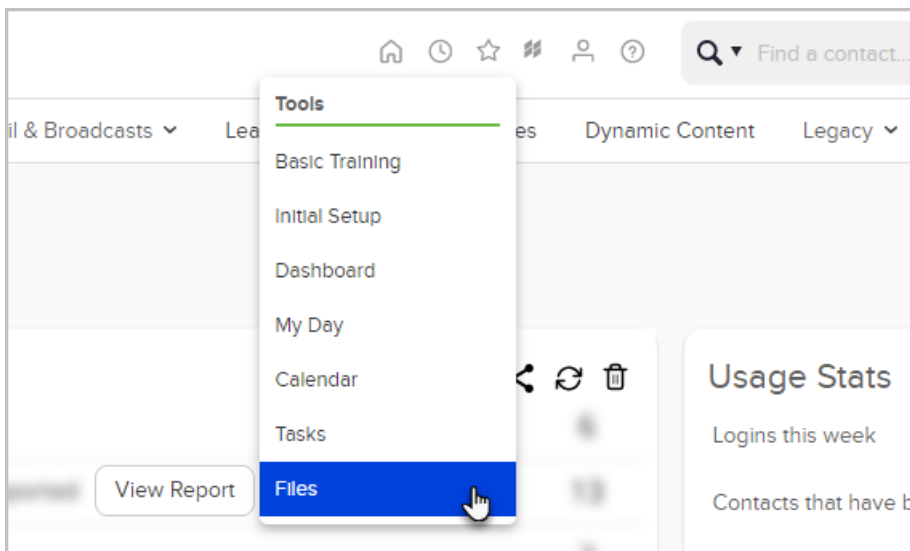 Find a contact...
Tools
il & Broadcasts
Lea
es
Dynamic Content
Legacy
Basic Training
Initial Setup
Dashboard
My Day
Calendar
Usage Stats
Tasks
Logins this week
View Report
Files
Contacts that have b